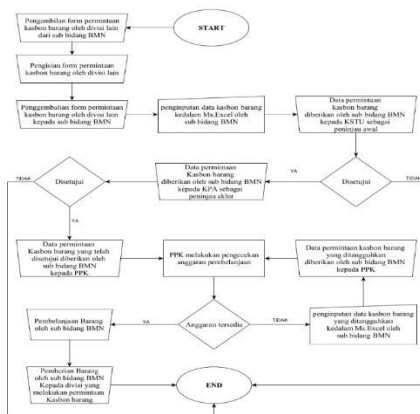 Pengambilan form permintaan
kasbon barang oleh divisi lain
dari sub bidang BMN
START
Pengisian form permintaan
kasbon barang oleh divisi lain
Penggembalian form permintaan
kasbon barang oleh divisi lain
kepada sub bidang BMN
penginputan data kasbon barang
kedalam Ms.Excel oleh
sub bidang BMN
Data permintaan
kasbon barang
diberikan oleh sub bidang BMN
kepada KSTU sebagai
peninjau awal
TIDAK
Disetujui
Data permintaan
Kasbon barang
diberikan oleh sub bidang BMN
kepada KPA sebagai
peninjau akhir
YA
Disetujui
TIDAK
YA
Data permintaan
Kasbon barang yang telah
disetujui diberikan oleh
sub bidang BMN
kepada PPK
PPK melakukan pengecekan
anggaran pembelanjaan
Data permintaan kasbon barang
yang ditangguhkan
diberikan oleh sub bidang BMN
kepada PPK
Pembelanjaan Barang
oleh sub bidang BMN
YA
Anggaran tersedia
TIDAK
penginputan data kasbon barang
yang ditangguhkan
kedalam Ms.Excel oleh
sub bidang BMN
Pemberian Barang
oleh sub bidang BMN
Kepada divisi yang
melakukan permintaan
Kasbon barang
END